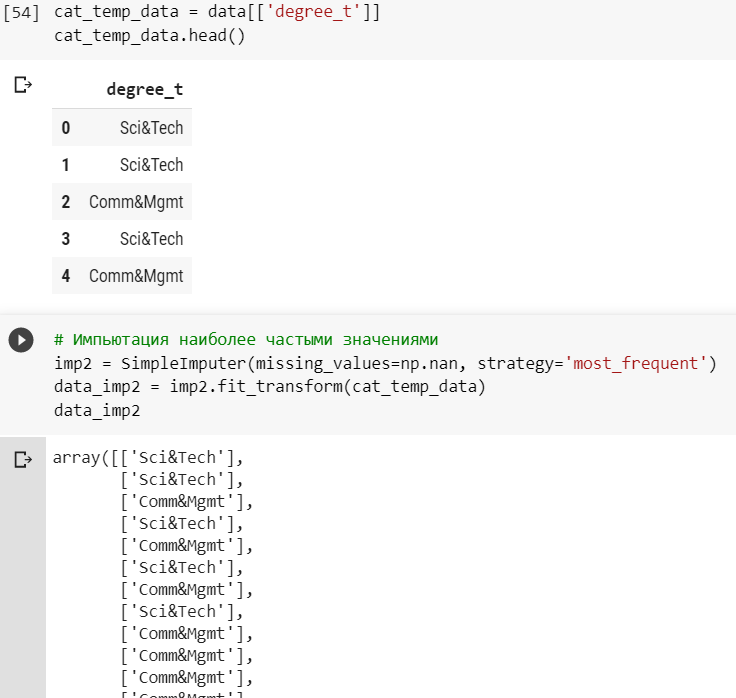 [54] cat_temp_data = data[['degree_t']]
cat_temp_data.head()
degree_t
0 Sci&Tech
1 Sci&Tech
2 Comm&Mgmt
3 Sci&Tech
4 Comm&Mgmt
# Импьютация наиболее частыми значениями
imp2 = SimpleImputer(missing_values=np.nan, strategy='most_frequent')
data_imp2 = imp2.fit_transform(cat_temp_data)
data_imp2
array([['Sci&Tech'],
['Sci&Tech'],
['Comm&Mgmt'],
['Sci&Tech'],
['Comm&Mgmt'],
['Sci&Tech'],
['Comm&Mgmt'],
['Sci&Tech'],
['Comm&Mgmt'],
['Comm&Mgmt'],
['Comm&Mgmt'],